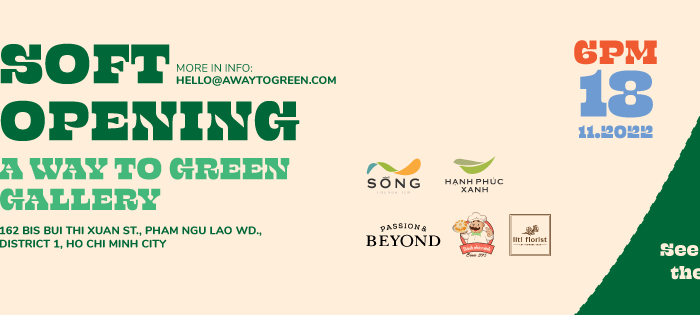 SOFT
MORE IN INFO:
HELLO@AWAYTOGREEN.COM
OPENING
A WAY TO GREEN
GALLERY
162 BIS BUI THI XUAN ST., PHAM NGU LAO WD.,
DISTRICT 1, HO CHI MINH CITY
6PM
18
11.2022
SỐNG
HẠNH PHÚC
XANH
PASSION &
BEYOND
liti florist
See
the